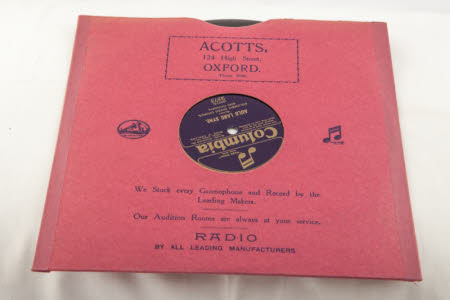 ACOTTS,
124 High Street,
OXFORD.
Columbia
AULD LANG SYNE
We Stock every Gramophone and Record by the
Leading Makers.
Our Audition Rooms are always at your service.
RADIO
BY ALL LEADING MANUFACTURERS